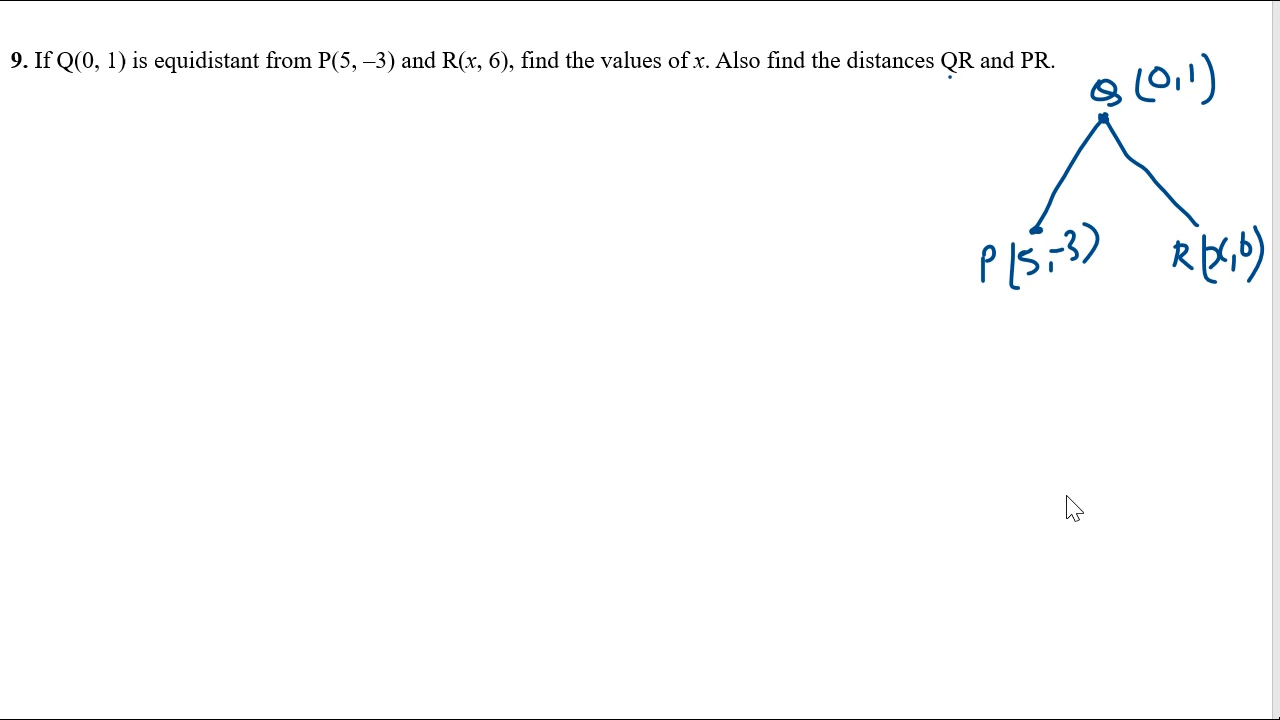 9. If Q(0, 1) is equidistant from P(5, –3) and R(x, 6), find the values of x. Also find the distances QR and PR.
Q (0,1)
P (5,-3)
R (x,6)